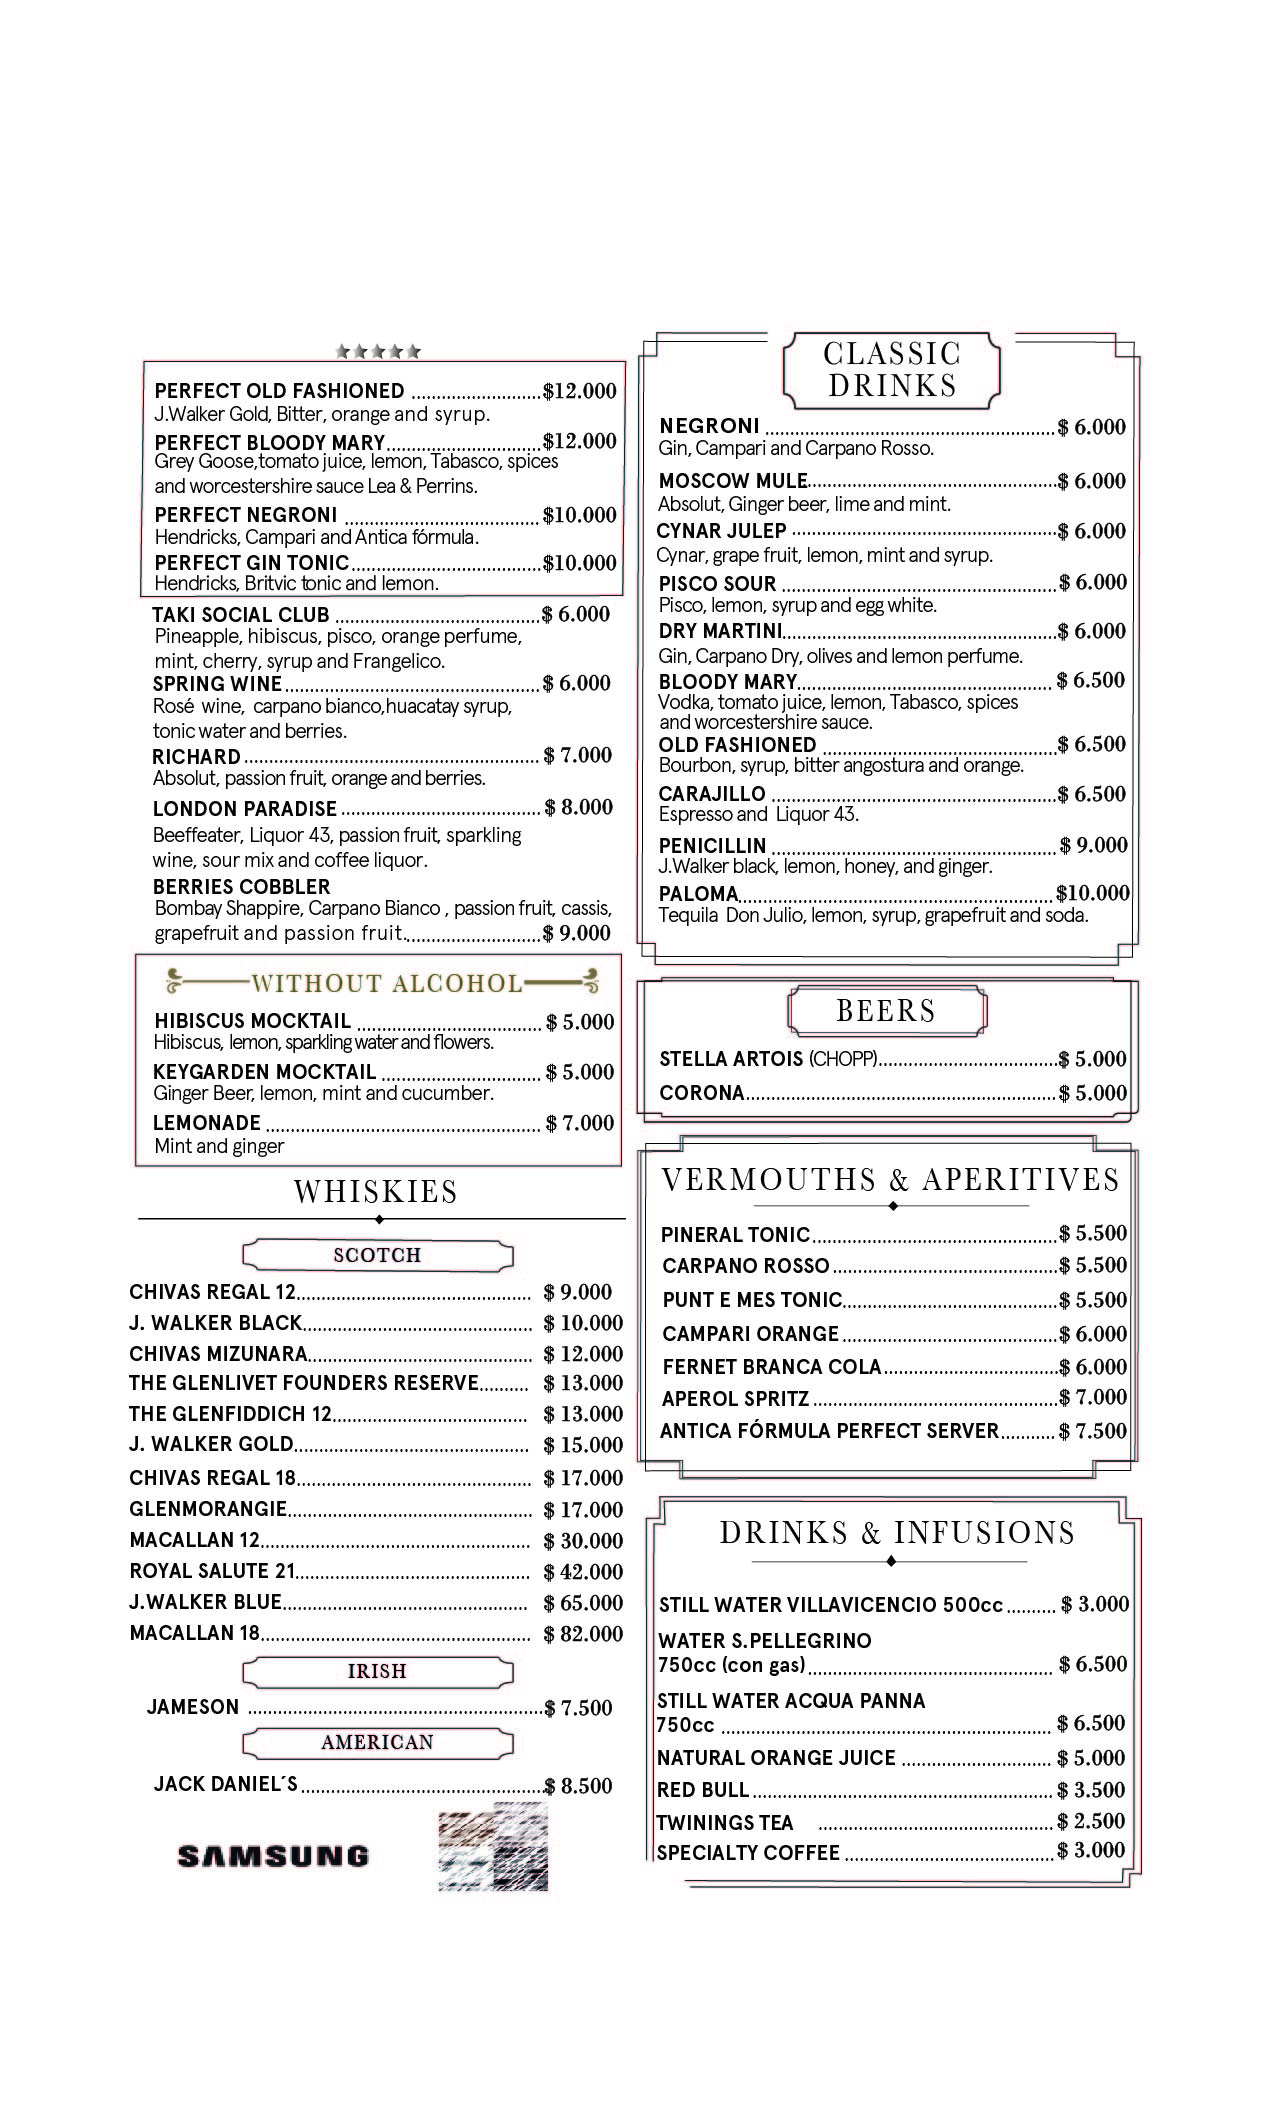 PERFECT OLD FASHIONED ........................$12.000
J.Walker Gold, Bitter, orange and syrup.
PERFECT BLOODY MARY.............................$12.000
Grey Goose,tomato juice, lemon, Tabasco, spices
and worcestershire sauce Lea & Perrins.
PERFECT NEGRONI ....................................$10.000
Hendricks, Campari and Antica fórmula.
PERFECT GIN TONIC...................................$10.000
Hendricks, Britvic tonic and lemon.
TAKI SOCIAL CLUB ......................................$ 6.000
Pineapple, hibiscus, pisco, orange perfume,
mint, cherry, syrup and Frangelico.
SPRING WINE...............................................$ 6.000
Rosé wine, carpano bianco,huacatay syrup,
tonic water and berries.
RICHARD...................................................... $ 7.000
Absolut, passion fruit, orange and berries.
LONDON PARADISE ..................................... $ 8.000
Beeffeater, Liquor 43, passion fruit, sparkling
wine, sour mix and coffee liquor.
BERRIES COBBLER
Bombay Shappire, Carpano Bianco , passion fruit, cassis,
grapefruit and passion fruit.........................$ 9.000
WITHOUT ALCOHOL
HIBISCUS MOCKTAIL .................................. $ 5.000
Hibiscus, lemon, sparkling water and flowers.
KEYGARDEN MOCKTAIL ............................. $ 5.000
Ginger Beer, lemon, mint and cucumber.
LEMONADE ................................................... $ 7.000
Mint and ginger
WHISKIES
SCOTCH
CHIVAS REGAL 12........................................... $ 9.000
J. WALKER BLACK.......................................... $ 10.000
CHIVAS MIZUNARA......................................... $ 12.000
THE GLENLIVET FOUNDERS RESERVE......... $ 13.000
THE GLENFIDDICH 12.................................... $ 13.000
J. WALKER GOLD........................................... $ 15.000
CHIVAS REGAL 18........................................... $ 17.000
GLENMORANGIE............................................. $ 17.000
MACALLAN 12.................................................. $ 30.000
ROYAL SALUTE 21........................................... $ 42.000
J.WALKER BLUE.............................................. $ 65.000
MACALLAN 18.................................................. $ 82.000
IRISH
JAMESON .......................................................$ 7.500
AMERICAN
JACK DANIEL´S..............................................$ 8.500
SAMSUNG
CLASSIC
DRINKS
NEGRONI ......................................................$ 6.000
Gin, Campari and Carpano Rosso.
MOSCOW MULE..............................................$ 6.000
Absolut, Ginger beer, lime and mint.
CYNAR JULEP .................................................$ 6.000
Cynar, grape fruit, lemon, mint and syrup.
PISCO SOUR ................................................... $ 6.000
Pisco, lemon, syrup and egg white.
DRY MARTINI...................................................$ 6.000
Gin, Carpano Dry, olives and lemon perfume.
BLOODY MARY............................................... $ 6.500
Vodka, tomato juice, lemon, Tabasco, spices
and worcestershire sauce.
OLD FASHIONED ...........................................$ 6.500
Bourbon, syrup, bitter angostura and orange.
CARAJILLO .....................................................$ 6.500
Espresso and Liquor 43.
PENICILLIN ..................................................... $ 9.000
J.Walker black, lemon, honey, and ginger.
PALOMA...........................................................$10.000
Tequila Don Julio, lemon, syrup, grapefruit and soda.
BEERS
STELLA ARTOIS (CHOPP).................................$ 5.000
CORONA..........................................................$ 5.000
VERMOUTHS & APERITIVES
PINERAL TONIC..............................................$ 5.500
CARPANO ROSSO..........................................$ 5.500
PUNT E MES TONIC........................................$ 5.500
CAMPARI ORANGE.........................................$ 6.000
FERNET BRANCA COLA.................................$ 6.000
APEROL SPRITZ .............................................$ 7.000
ANTICA FÓRMULA PERFECT SERVER.......... $ 7.500
DRINKS & INFUSIONS
STILL WATER VILLAVICENCIO 500cc ......... $ 3.000
WATER S.PELLEGRINO
750cc (con gas)............................................. $ 6.500
STILL WATER ACQUA PANNA
750cc ............................................................. $ 6.500
NATURAL ORANGE JUICE ........................... $ 5.000
RED BULL....................................................... $ 3.500
TWININGS TEA ........................................... $ 2.500
SPECIALTY COFFEE ......................................$ 3.000